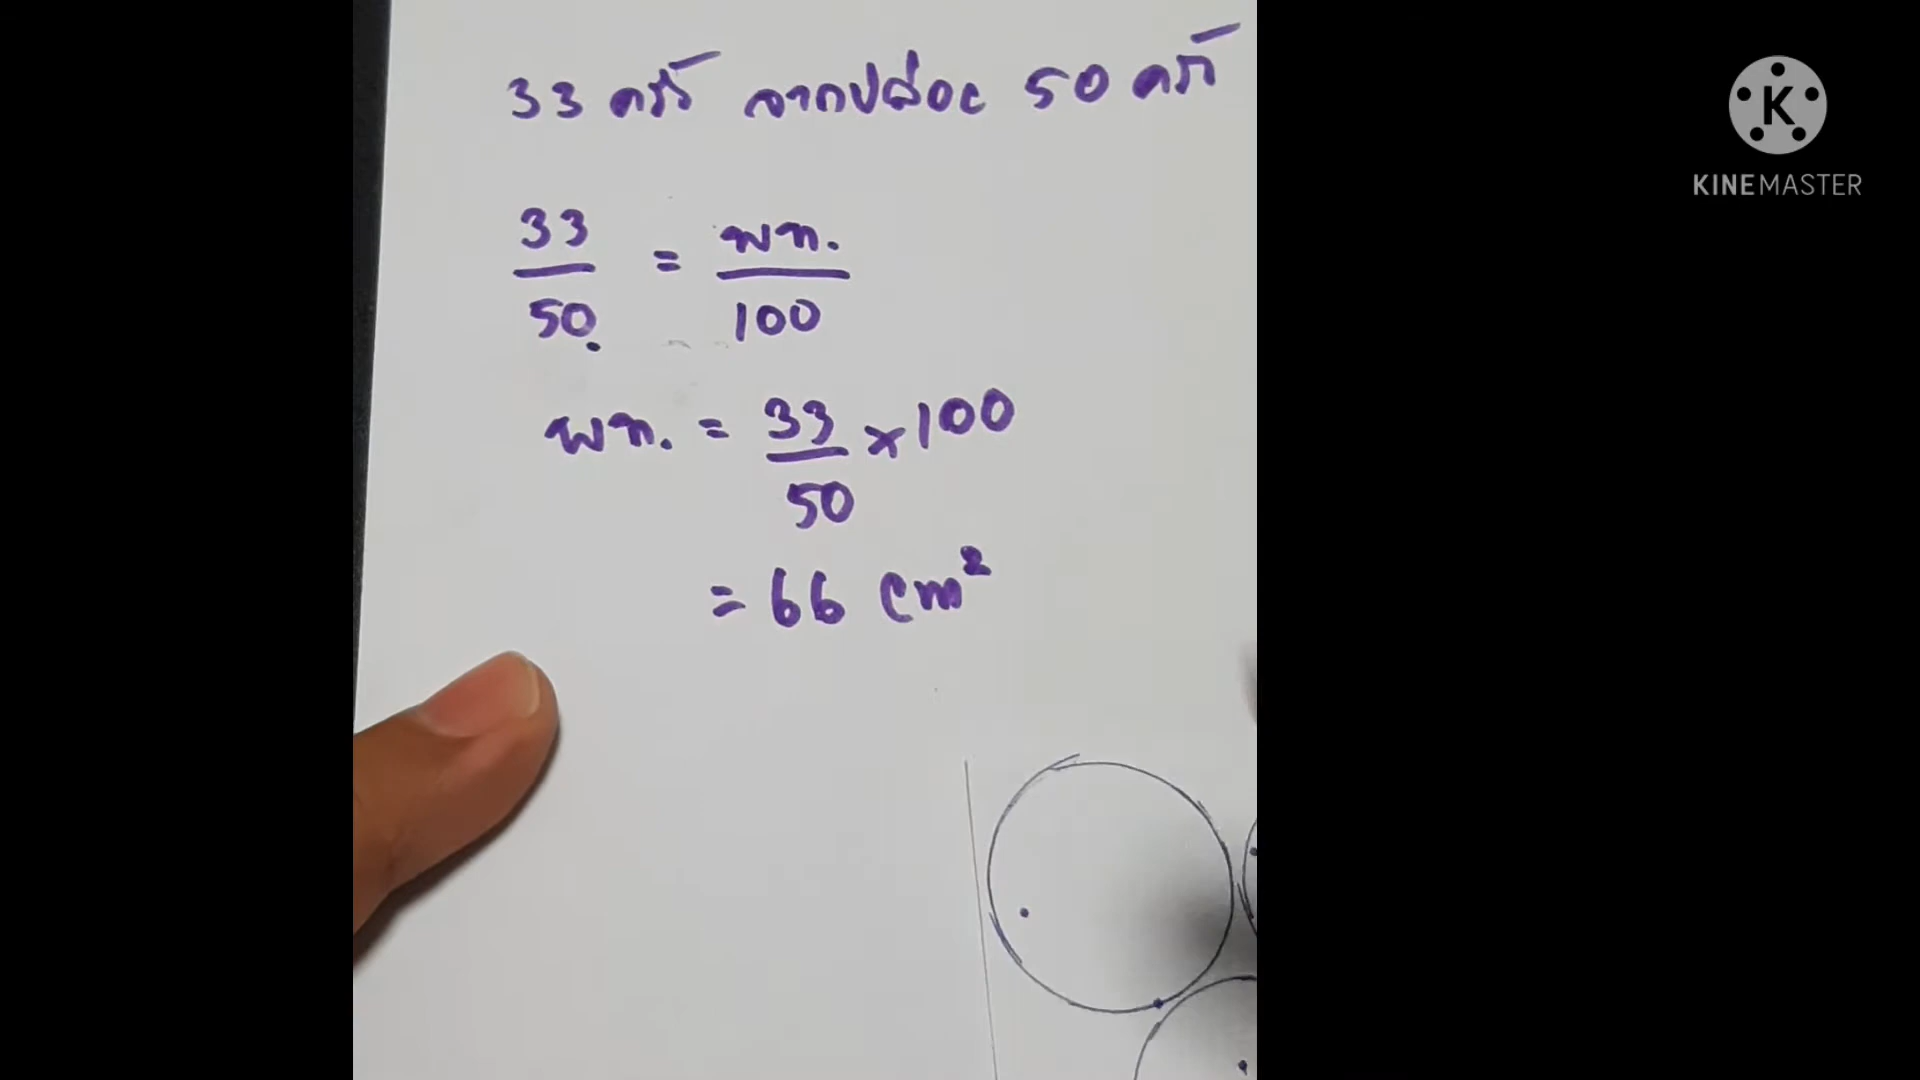 33 ครั้ง จากปล่อย 50 ครั้ง
33/50 = พท./100
พท. = 33/50 × 100
= 66 cm²
K
KINEMASTER